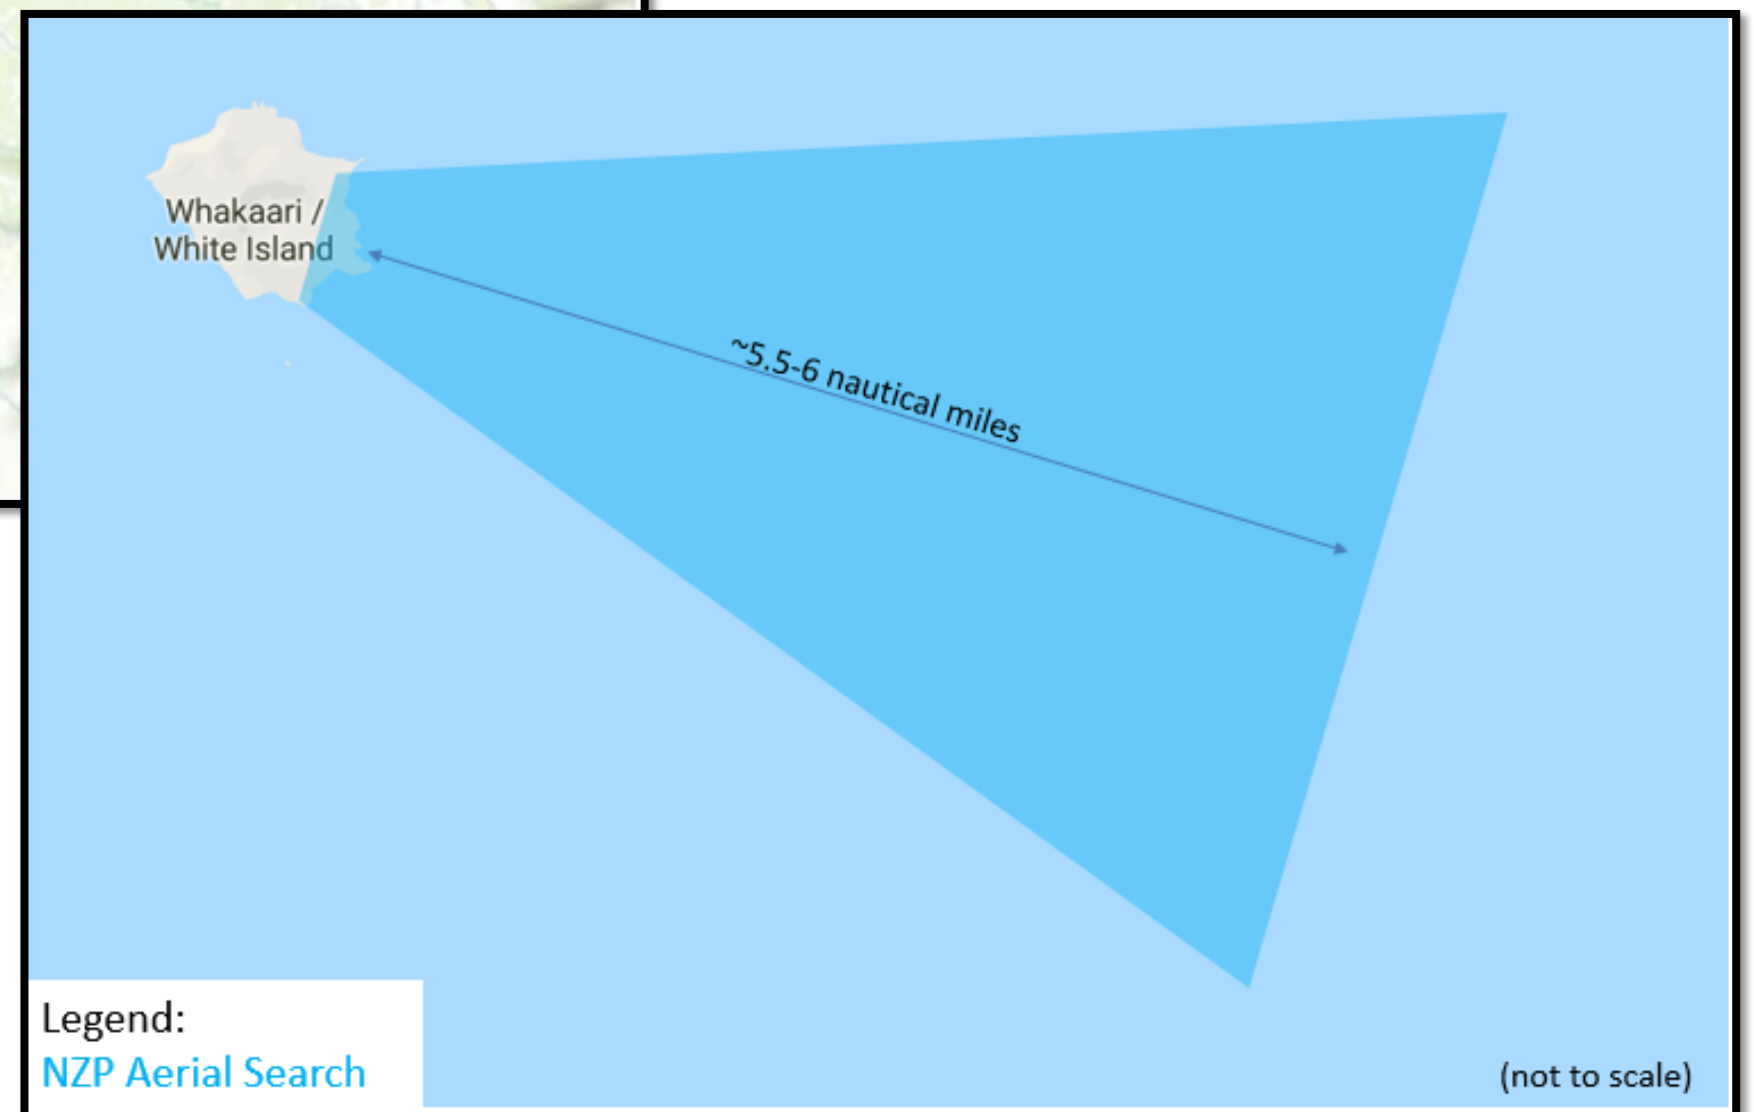 Whakaari /
White Island
~5.5-6 nautical miles
Legend:
NZP Aerial Search
(not to scale)